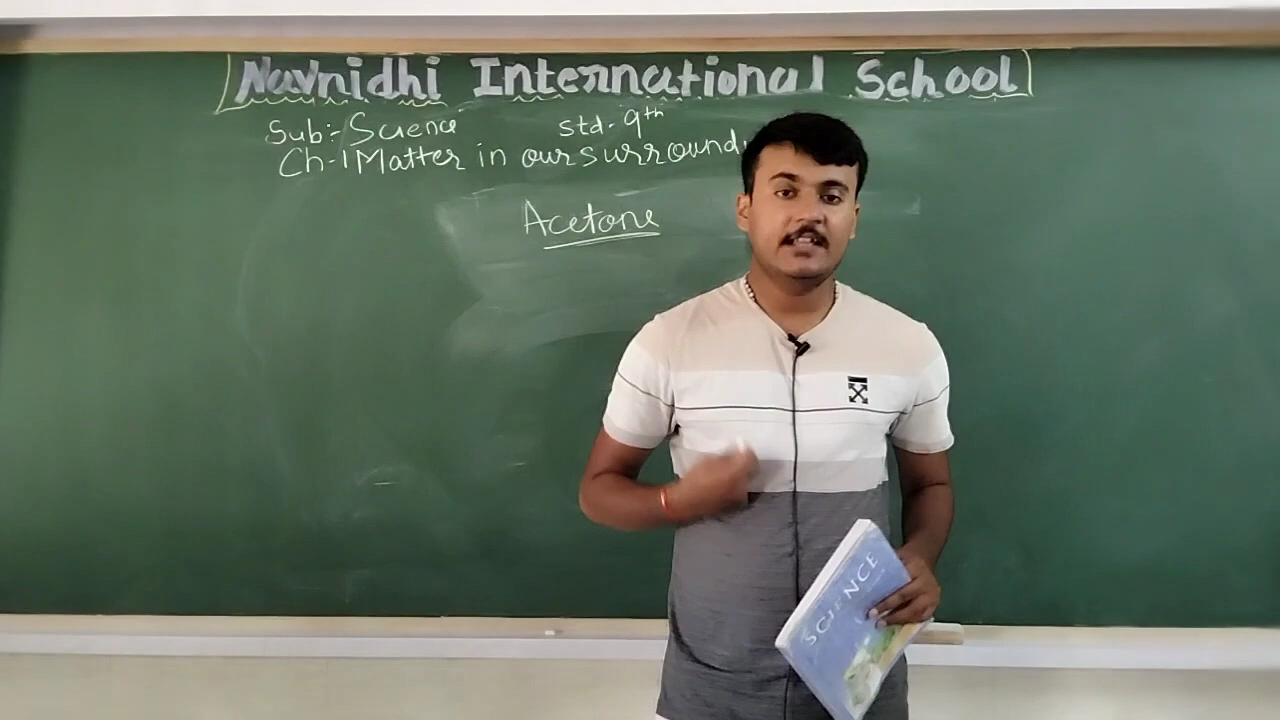 Navnidhi International School
Sub:- Science std- 9th
Ch-1 Matter in our surround
Acetone
SCIENCE